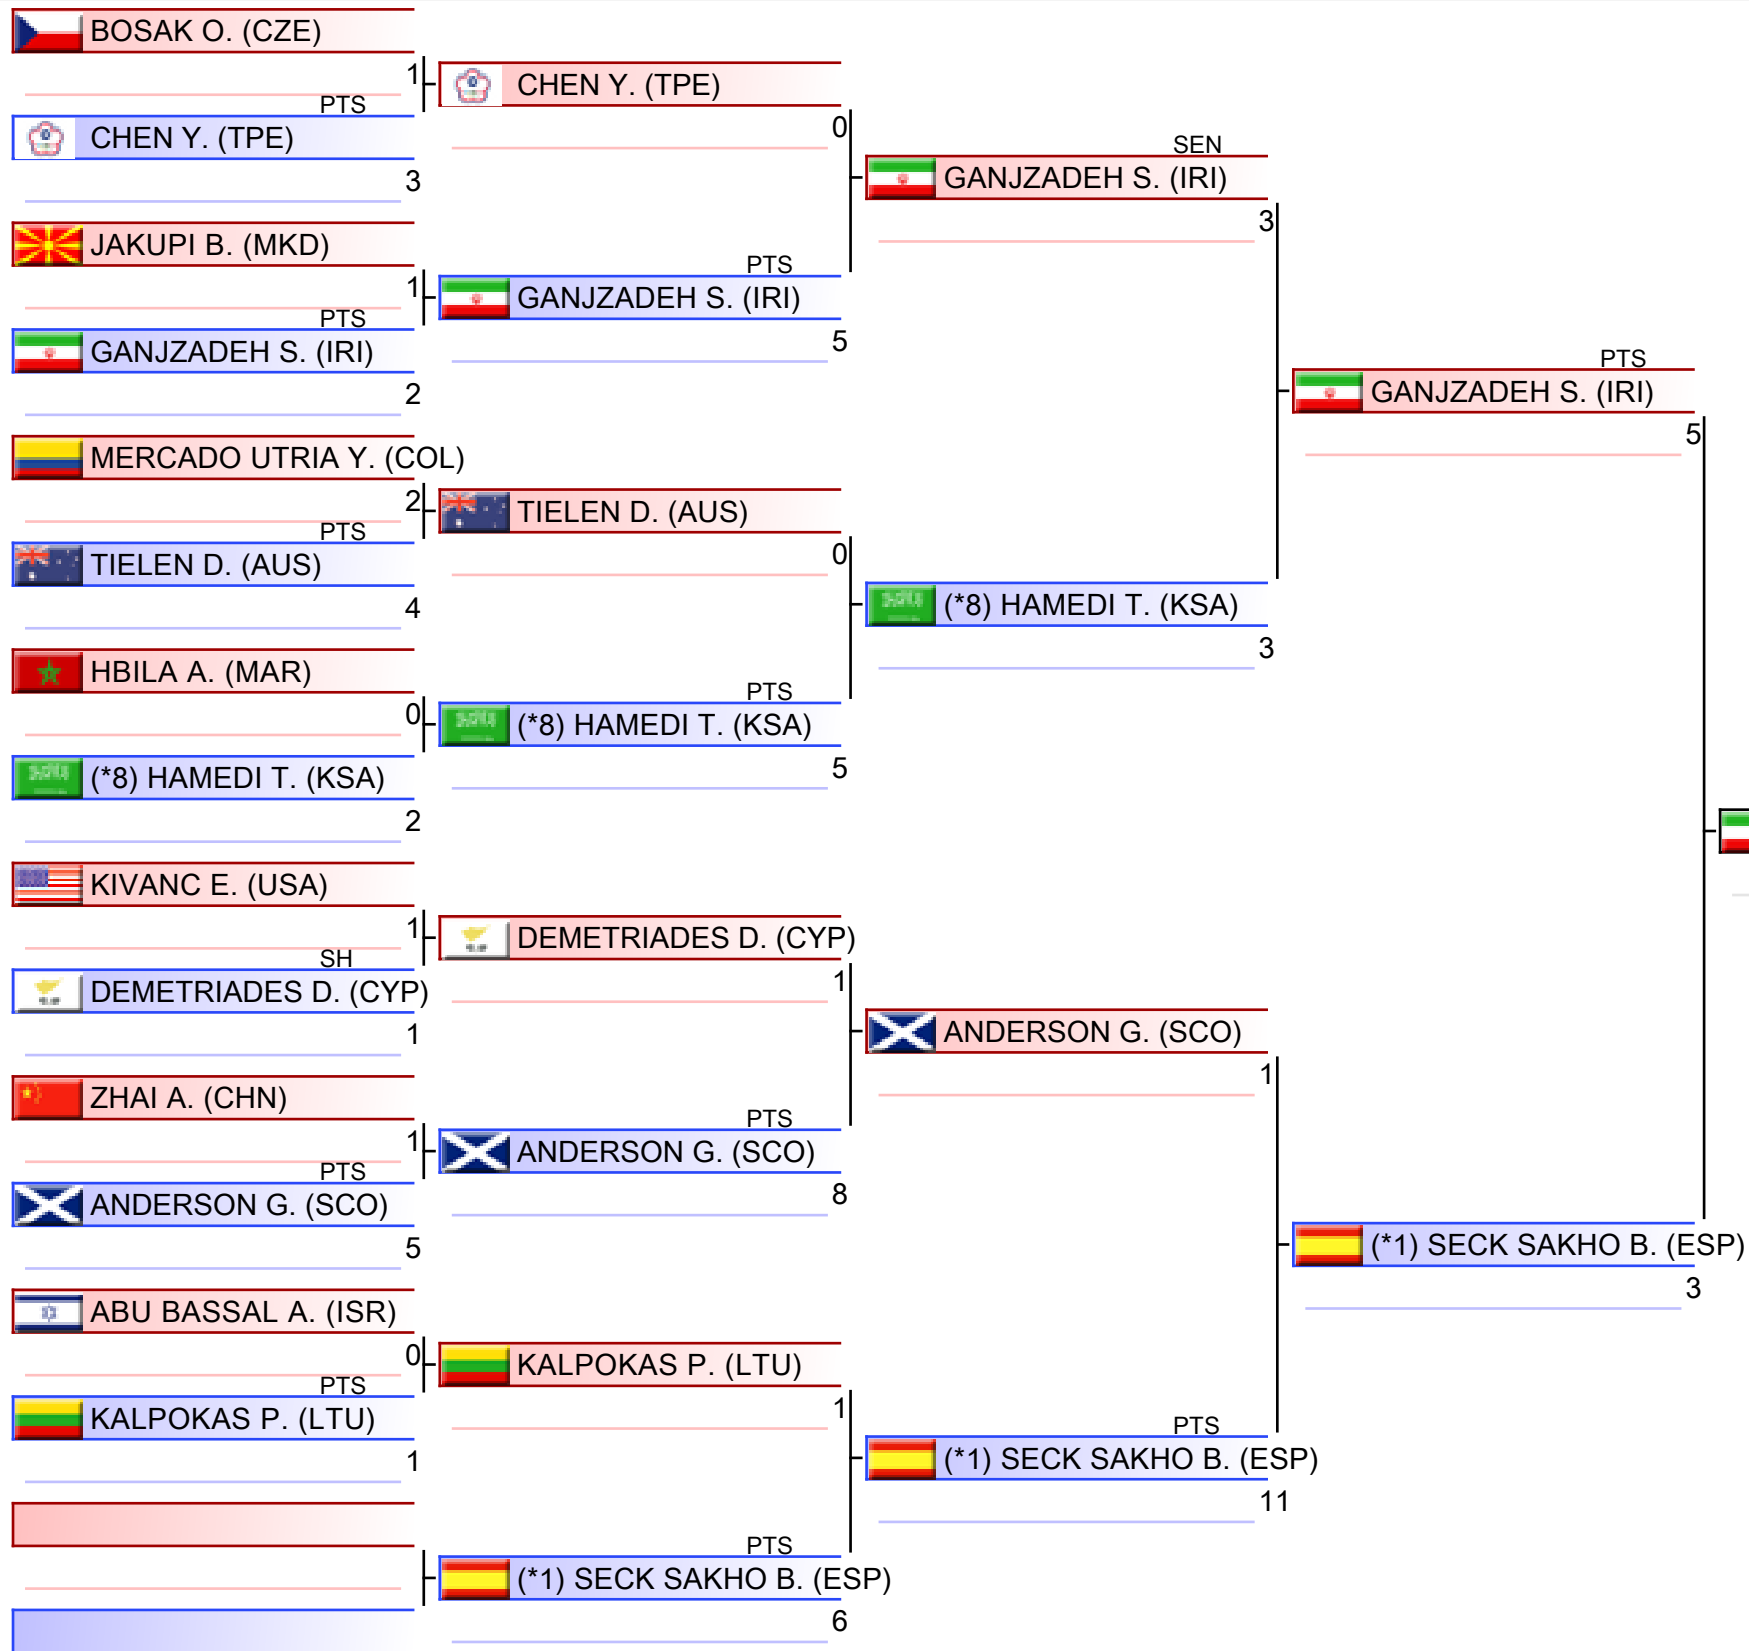 BOSAK O. (CZE)
1
PTS
CHEN Y. (TPE)
3
JAKUPI B. (MKD)
1
PTS
GANJZADEH S. (IRI)
2
MERCADO UTRIA Y. (COL)
2
PTS
TIELEN D. (AUS)
4
HBILA A. (MAR)
0
(*8) HAMEDI T. (KSA)
2
KIVANC E. (USA)
1
SH
DEMETRIADES D. (CYP)
1
ZHAI A. (CHN)
1
PTS
ANDERSON G. (SCO)
5
ABU BASSAL A. (ISR)
0
PTS
KALPOKAS P. (LTU)
1
CHEN Y. (TPE)
0
PTS
GANJZADEH S. (IRI)
5
TIELEN D. (AUS)
0
PTS
(*8) HAMEDI T. (KSA)
5
DEMETRIADES D. (CYP)
1
PTS
ANDERSON G. (SCO)
8
KALPOKAS P. (LTU)
1
PTS
(*1) SECK SAKHO B. (ESP)
6
SEN
GANJZADEH S. (IRI)
3
(*8) HAMEDI T. (KSA)
3
ANDERSON G. (SCO)
1
PTS
(*1) SECK SAKHO B. (ESP)
11
PTS
GANJZADEH S. (IRI)
5
(*1) SECK SAKHO B. (ESP)
3